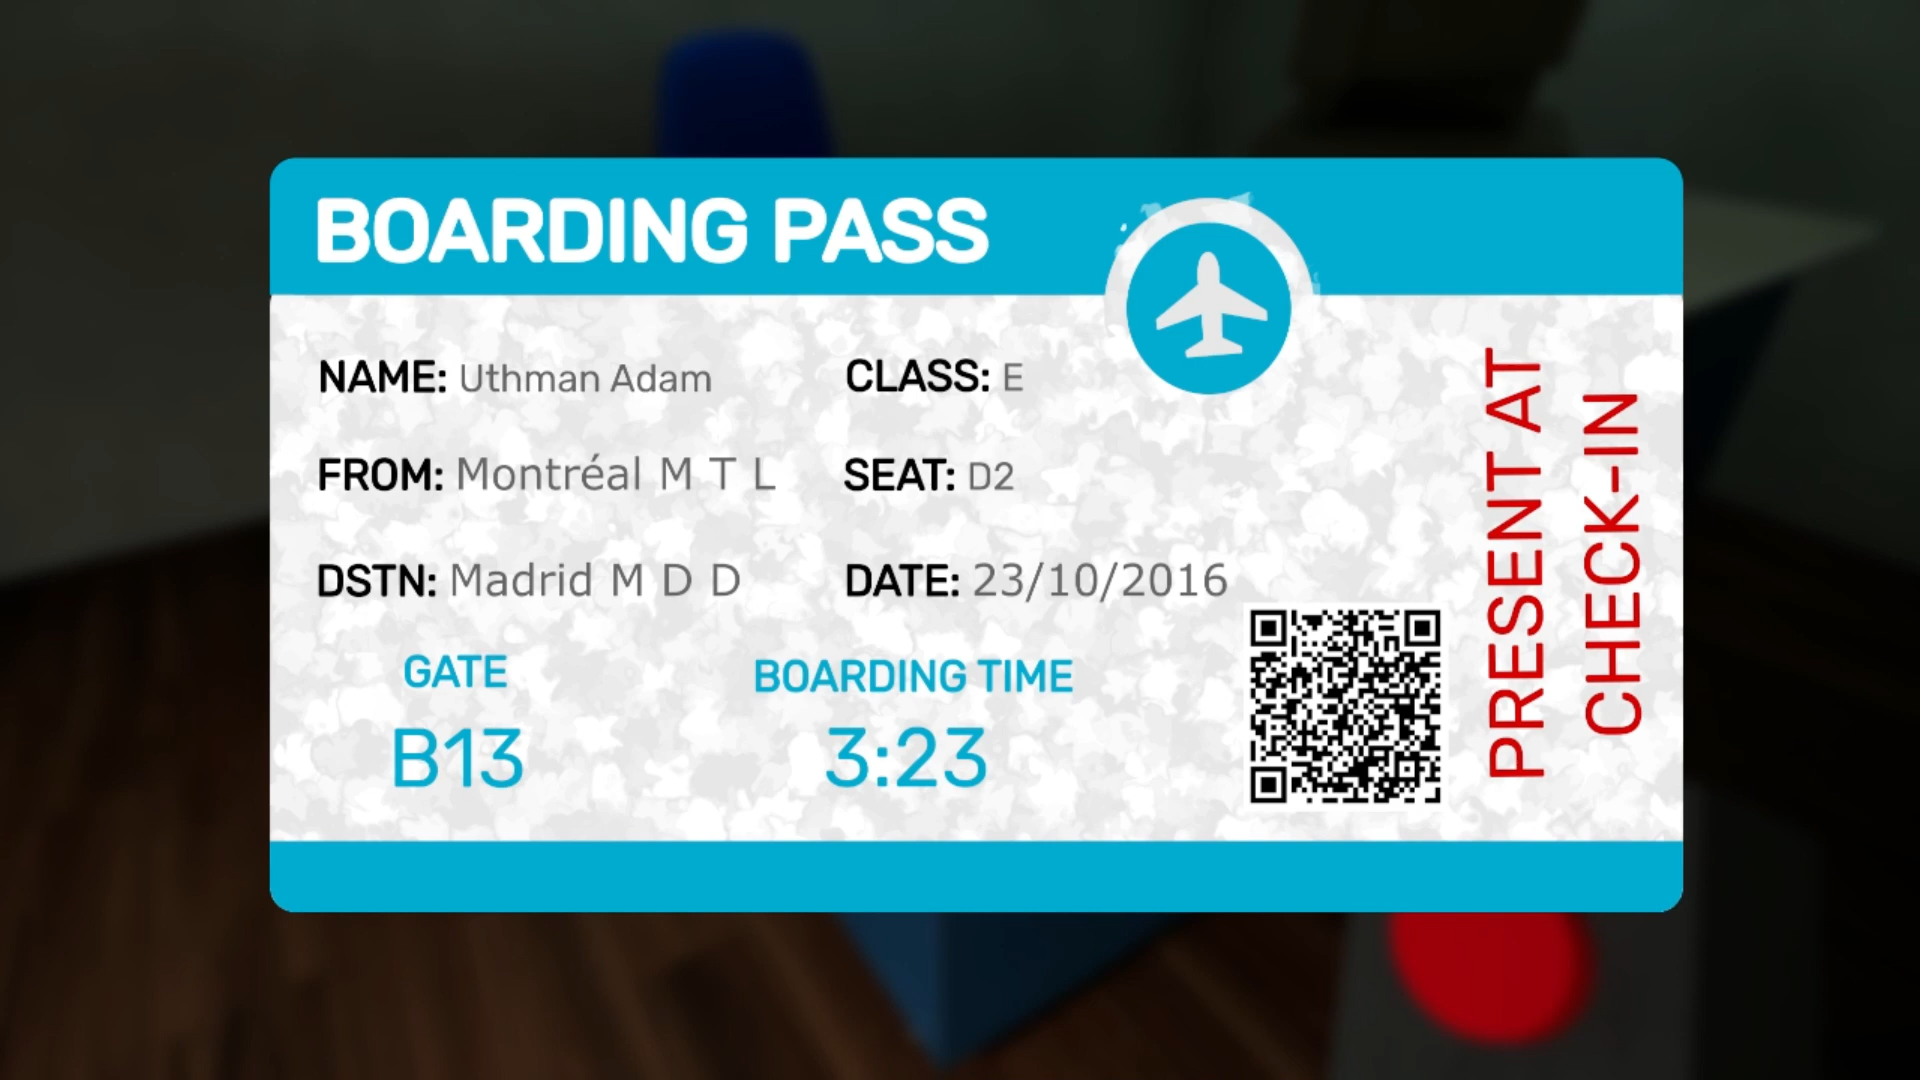 BOARDING PASS
NAME: Uthman Adam
CLASS: E
FROM: Montréal M T L
SEAT: D2
DSTN: Madrid M D D
DATE: 23/10/2016
GATE
BOARDING TIME
B13
3:23
PRESENT AT
CHECK-IN